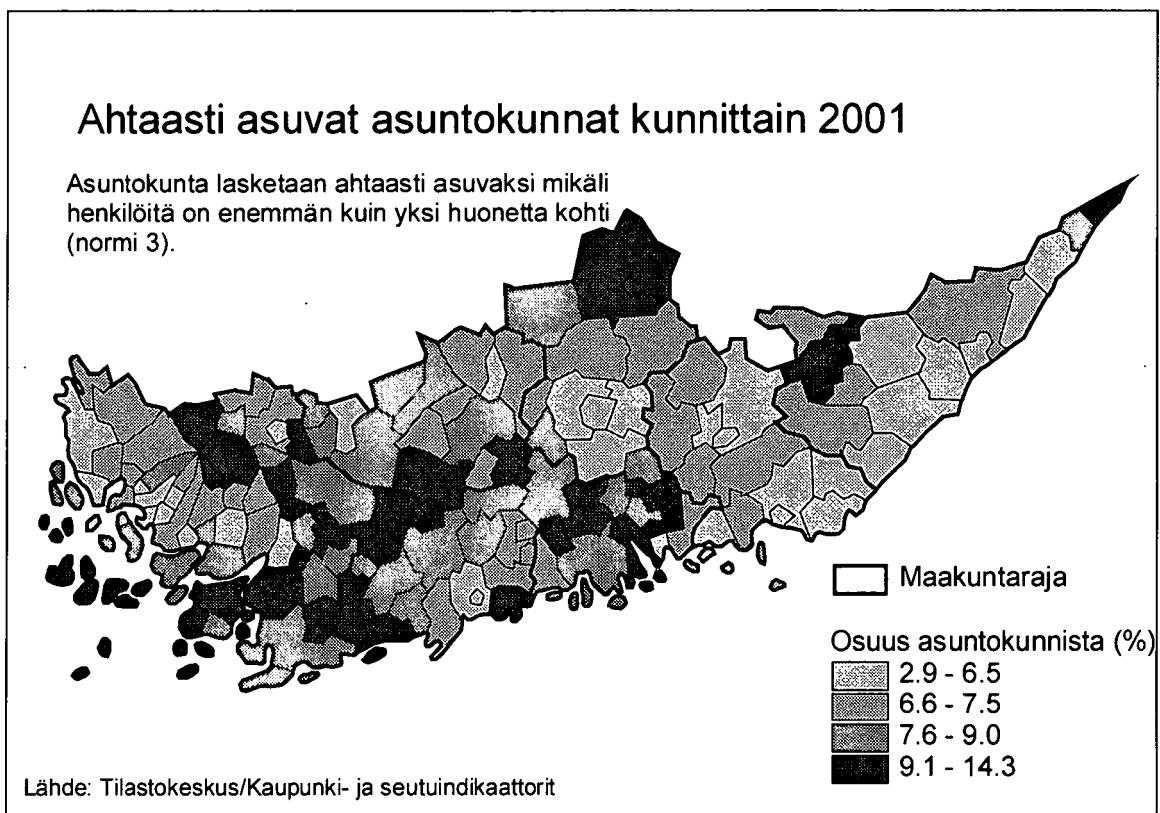 Ahtaasti asuvat asuntokunnat kunnittain 2001
Asuntokunta lasketaan ahtaasti asuvaksi mikäli
henkilöitä on enemmän kuin yksi huonetta kohti
(normi 3).
Maakuntaraja
Osuus asuntokunnista (%)
2.9 - 6.5
6.6 - 7.5
7.6 - 9.0
9.1 - 14.3
Lähde: Tilastokeskus/Kaupunki- ja seutuindikaattorit